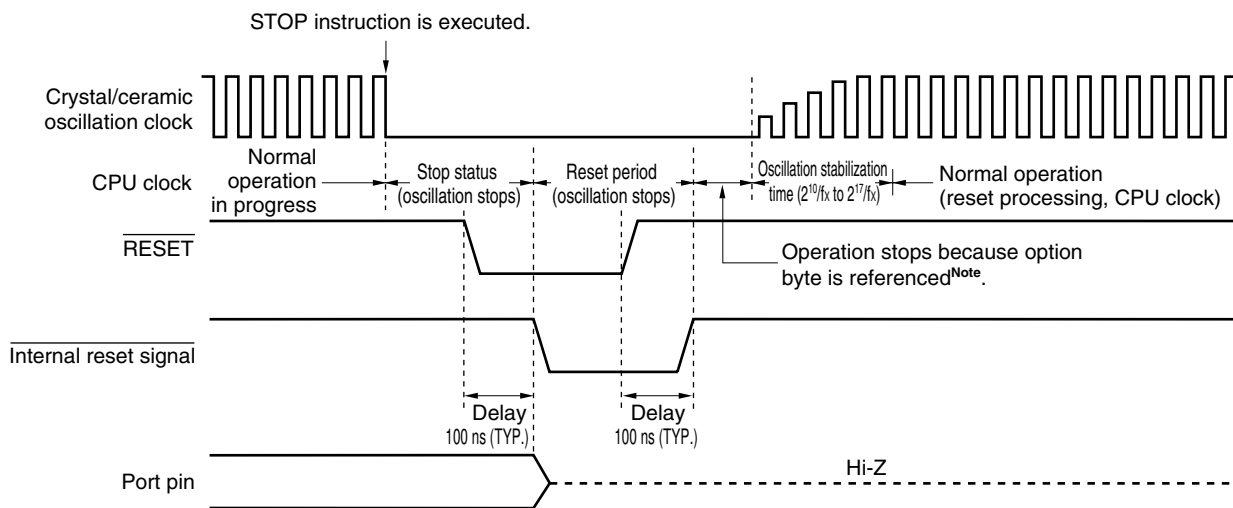 STOP instruction is executed.
Crystal/ceramic
oscillation clock
CPU clock
Normal
operation
in progress
Stop status
(oscillation stops)
Reset period
(oscillation stops)
Oscillation stabilization
time (2¹⁰/fx to 2¹⁷/fx)
Normal operation
(reset processing, CPU clock)
RESET
Operation stops because option
byte is referencedᴺᵒᵗᵉ.
Internal reset signal
Delay
100 ns (TYP.)
Delay
100 ns (TYP.)
Port pin
Hi-Z